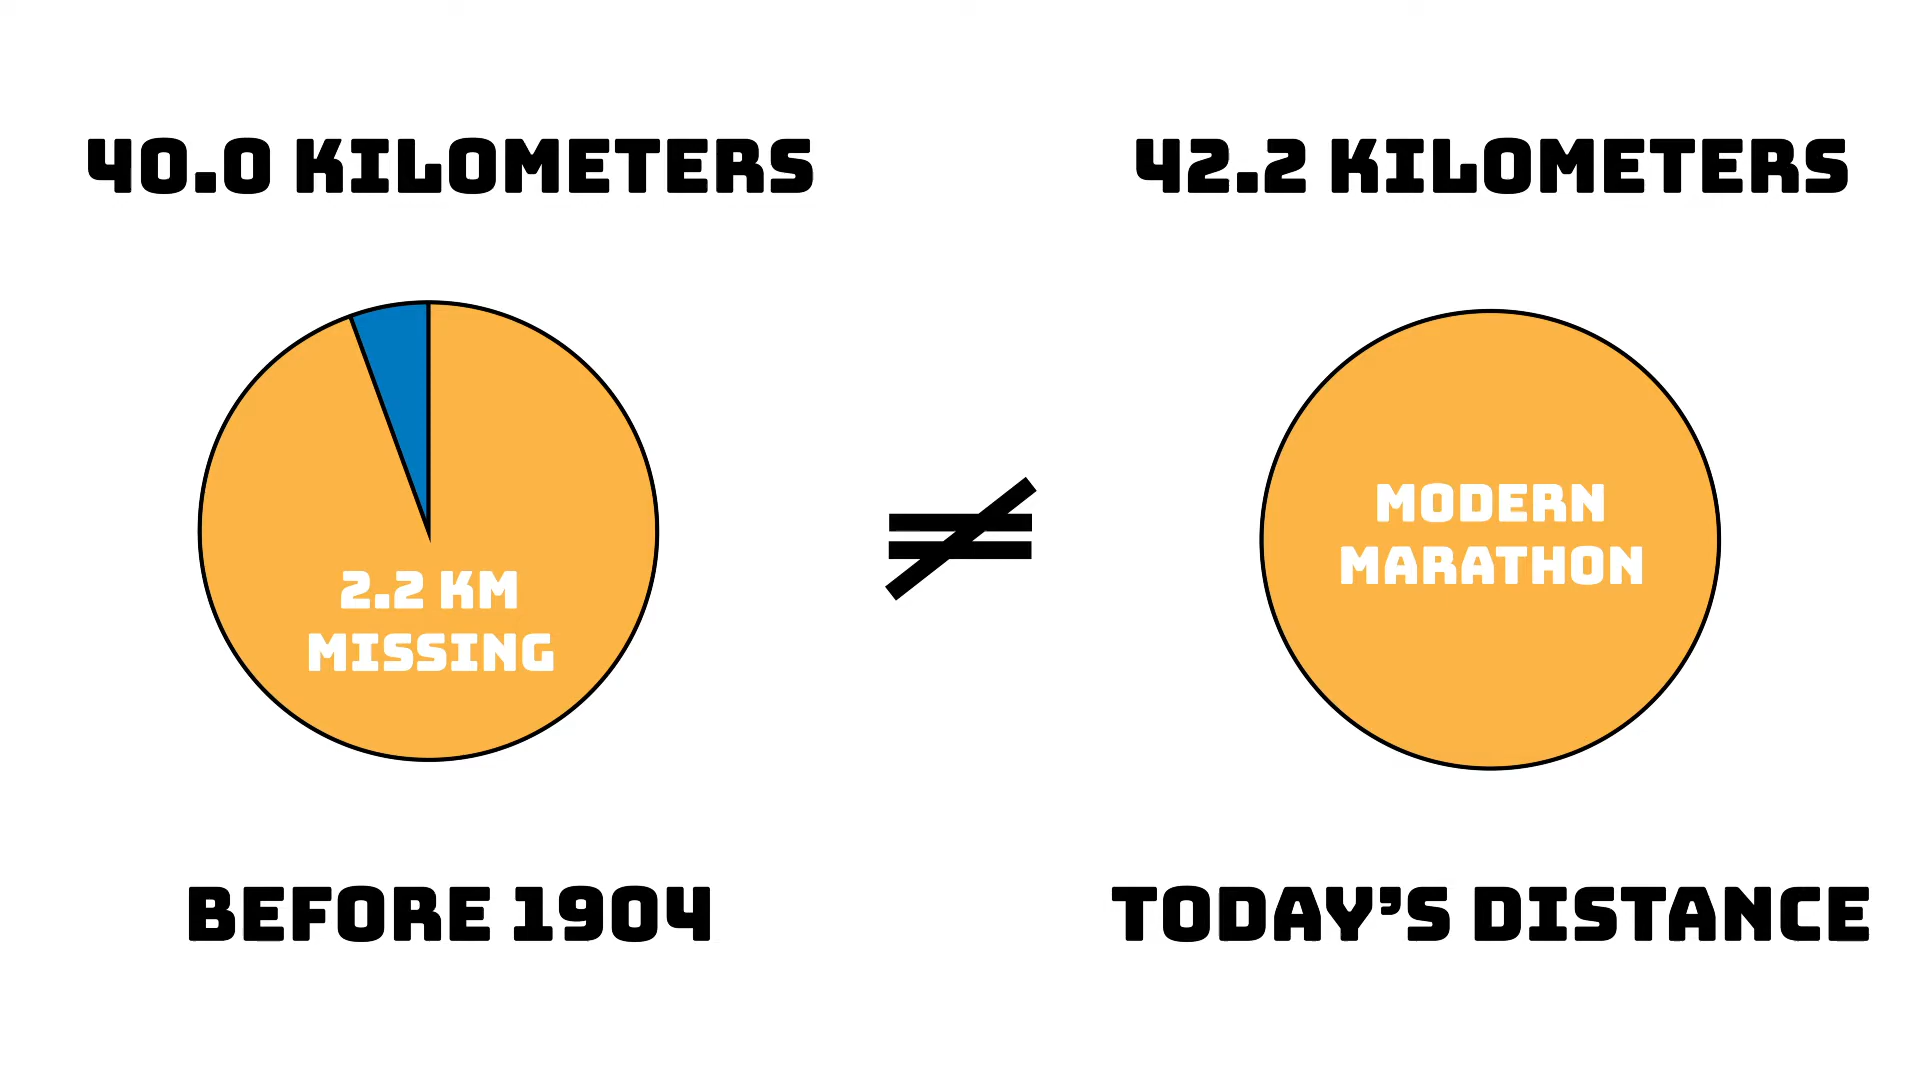 40.0 KILOMETERS
42.2 KILOMETERS
2.2 KM
MISSING
≠
MODERN
MARATHON
BEFORE 1904
TODAY'S DISTANCE